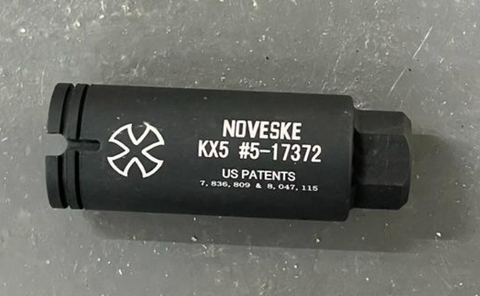 NOVESKE
KX5 #5-17372
US PATENTS
7, 836, 809 & 8, 047, 115